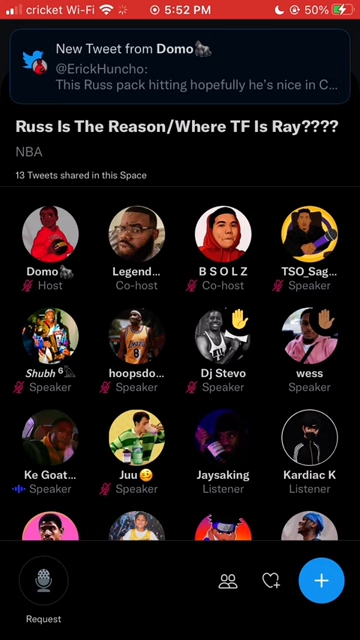 cricket Wi-Fi 5:52 PM 50%
New Tweet from Domo🦍
@ErickHuncho:
This Russ pack hitting hopefully he's nice in C...
Russ Is The Reason/Where TF Is Ray????
NBA
13 Tweets shared in this Space
Domo🦍 Legend... B S O L Z TSO_Sag...
Host Co-host Co-host Speaker
Shubh ⁶ hoopsdo... Dj Stevo wess
Speaker Speaker Speaker Speaker
Ke Goat... Juu🥴 Jaysaking Kardiac K
Speaker Speaker Listener Listener
Request